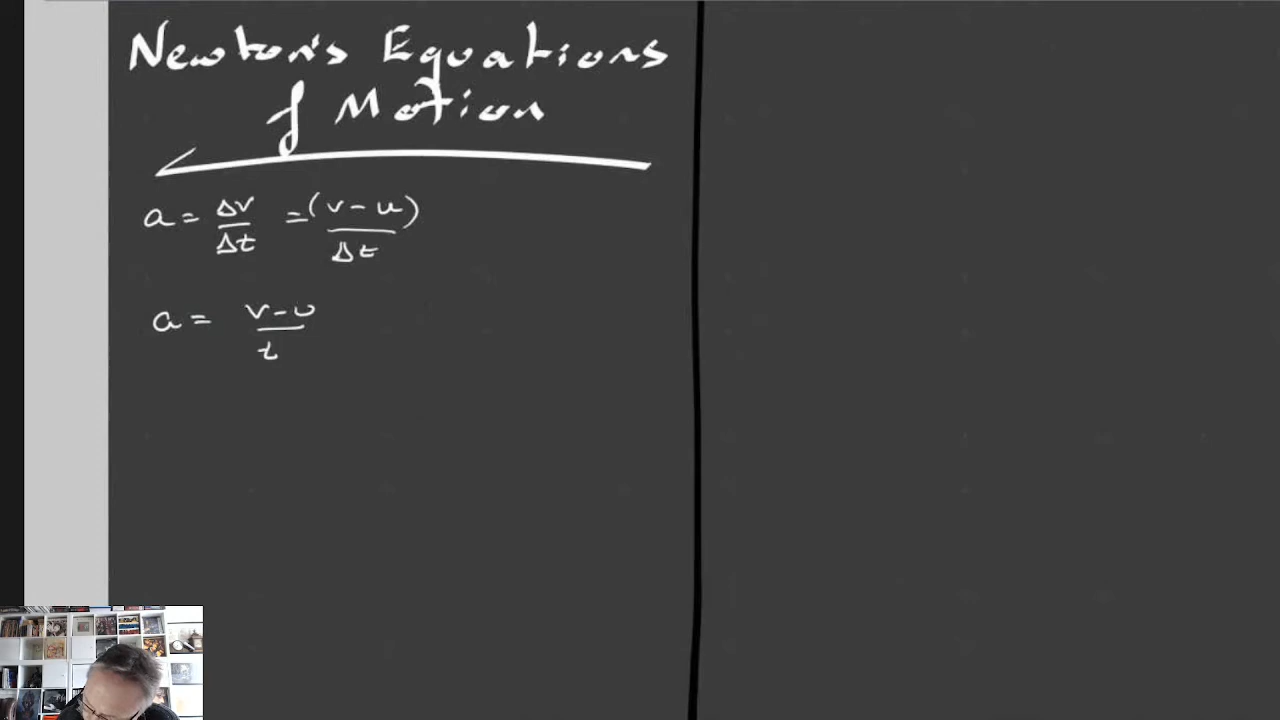 Newton's Equations
of Motion
a = Δv/Δt = (v - u)/Δt
a = v - u/t